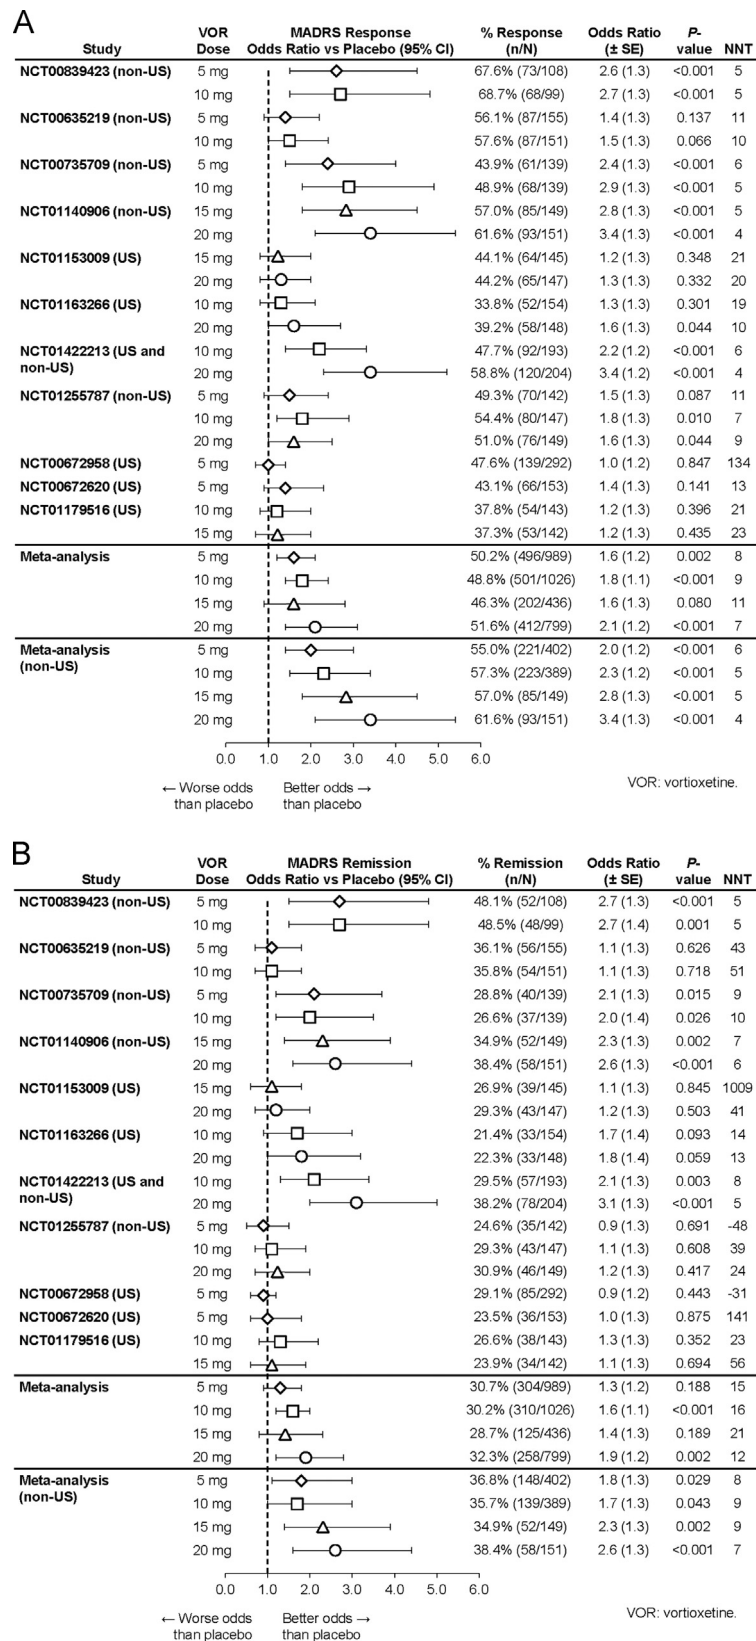 A
Study VOR Dose MADRS Response Odds Ratio vs Placebo (95% CI) % Response (n/N) Odds Ratio (± SE) P-value NNT
NCT00839423 (non-US) 5 mg 67.6% (73/108) 2.6 (1.3) <0.001 5
10 mg 68.7% (68/99) 2.7 (1.3) <0.001 5
NCT00635219 (non-US) 5 mg 56.1% (87/155) 1.4 (1.3) 0.137 11
10 mg 57.6% (87/151) 1.5 (1.3) 0.066 10
NCT00735709 (non-US) 5 mg 43.9% (61/139) 2.4 (1.3) <0.001 6
10 mg 48.9% (68/139) 2.9 (1.3) <0.001 5
NCT01140906 (non-US) 15 mg 57.0% (85/149) 2.8 (1.3) <0.001 5
20 mg 61.6% (93/151) 3.4 (1.3) <0.001 4
NCT01153009 (US) 15 mg 44.1% (64/145) 1.2 (1.3) 0.348 21
20 mg 44.2% (65/147) 1.3 (1.3) 0.332 20
NCT01163266 (US) 10 mg 33.8% (52/154) 1.3 (1.3) 0.301 19
20 mg 39.2% (58/148) 1.6 (1.3) 0.044 10
NCT01422213 (US and non-US) 10 mg 47.7% (92/193) 2.2 (1.2) <0.001 6
20 mg 58.8% (120/204) 3.4 (1.2) <0.001 4
NCT01255787 (non-US) 5 mg 49.3% (70/142) 1.5 (1.3) 0.087 11
10 mg 54.4% (80/147) 1.8 (1.3) 0.010 7
20 mg 51.0% (76/149) 1.6 (1.3) 0.044 9
NCT00672958 (US) 5 mg 47.6% (139/292) 1.0 (1.2) 0.847 134
NCT00672620 (US) 5 mg 43.1% (66/153) 1.4 (1.3) 0.141 13
NCT01179516 (US) 10 mg 37.8% (54/143) 1.2 (1.3) 0.396 21
15 mg 37.3% (53/142) 1.2 (1.3) 0.435 23
Meta-analysis 5 mg 50.2% (496/989) 1.6 (1.2) 0.002 8
10 mg 48.8% (501/1026) 1.8 (1.1) <0.001 9
15 mg 46.3% (202/436) 1.6 (1.3) 0.080 11
20 mg 51.6% (412/799) 2.1 (1.2) <0.001 7
Meta-analysis (non-US) 5 mg 55.0% (221/402) 2.0 (1.2) <0.001 6
10 mg 57.3% (223/389) 2.3 (1.2) <0.001 5
15 mg 57.0% (85/149) 2.8 (1.3) <0.001 5
20 mg 61.6% (93/151) 3.4 (1.3) <0.001 4
0.0 1.0 2.0 3.0 4.0 5.0 6.0
← Worse odds than placebo Better odds → than placebo
VOR: vortioxetine.
B
Study VOR Dose MADRS Remission Odds Ratio vs Placebo (95% CI) % Remission (n/N) Odds Ratio (± SE) P-value NNT
NCT00839423 (non-US) 5 mg 48.1% (52/108) 2.7 (1.3) <0.001 5
10 mg 48.5% (48/99) 2.7 (1.4) 0.001 5
NCT00635219 (non-US) 5 mg 36.1% (56/155) 1.1 (1.3) 0.626 43
10 mg 35.8% (54/151) 1.1 (1.3) 0.718 51
NCT00735709 (non-US) 5 mg 28.8% (40/139) 2.1 (1.3) 0.015 9
10 mg 26.6% (37/139) 2.0 (1.4) 0.026 10
NCT01140906 (non-US) 15 mg 34.9% (52/149) 2.3 (1.3) 0.002 7
20 mg 38.4% (58/151) 2.6 (1.3) <0.001 6
NCT01153009 (US) 15 mg 26.9% (39/145) 1.1 (1.3) 0.845 1009
20 mg 29.3% (43/147) 1.2 (1.3) 0.503 41
NCT01163266 (US) 10 mg 21.4% (33/154) 1.7 (1.4) 0.093 14
20 mg 22.3% (33/148) 1.8 (1.4) 0.059 13
NCT01422213 (US and non-US) 10 mg 29.5% (57/193) 2.1 (1.3) 0.003 8
20 mg 38.2% (78/204) 3.1 (1.3) <0.001 5
NCT01255787 (non-US) 5 mg 24.6% (35/142) 0.9 (1.3) 0.691 -48
10 mg 29.3% (43/147) 1.1 (1.3) 0.608 39
20 mg 30.9% (46/149) 1.2 (1.3) 0.417 24
NCT00672958 (US) 5 mg 29.1% (85/292) 0.9 (1.2) 0.443 -31
NCT00672620 (US) 5 mg 23.5% (36/153) 1.0 (1.3) 0.875 141
NCT01179516 (US) 10 mg 26.6% (38/143) 1.3 (1.3) 0.352 23
15 mg 23.9% (34/142) 1.1 (1.3) 0.694 56
Meta-analysis 5 mg 30.7% (304/989) 1.3 (1.2) 0.188 15
10 mg 30.2% (310/1026) 1.6 (1.1) <0.001 16
15 mg 28.7% (125/436) 1.4 (1.3) 0.189 21
20 mg 32.3% (258/799) 1.9 (1.2) 0.002 12
Meta-analysis (non-US) 5 mg 36.8% (148/402) 1.8 (1.3) 0.029 8
10 mg 35.7% (139/389) 1.7 (1.3) 0.043 9
15 mg 34.9% (52/149) 2.3 (1.3) 0.002 9
20 mg 38.4% (58/151) 2.6 (1.3) <0.001 7
0.0 1.0 2.0 3.0 4.0 5.0 6.0
← Worse odds than placebo Better odds → than placebo
VOR: vortioxetine.